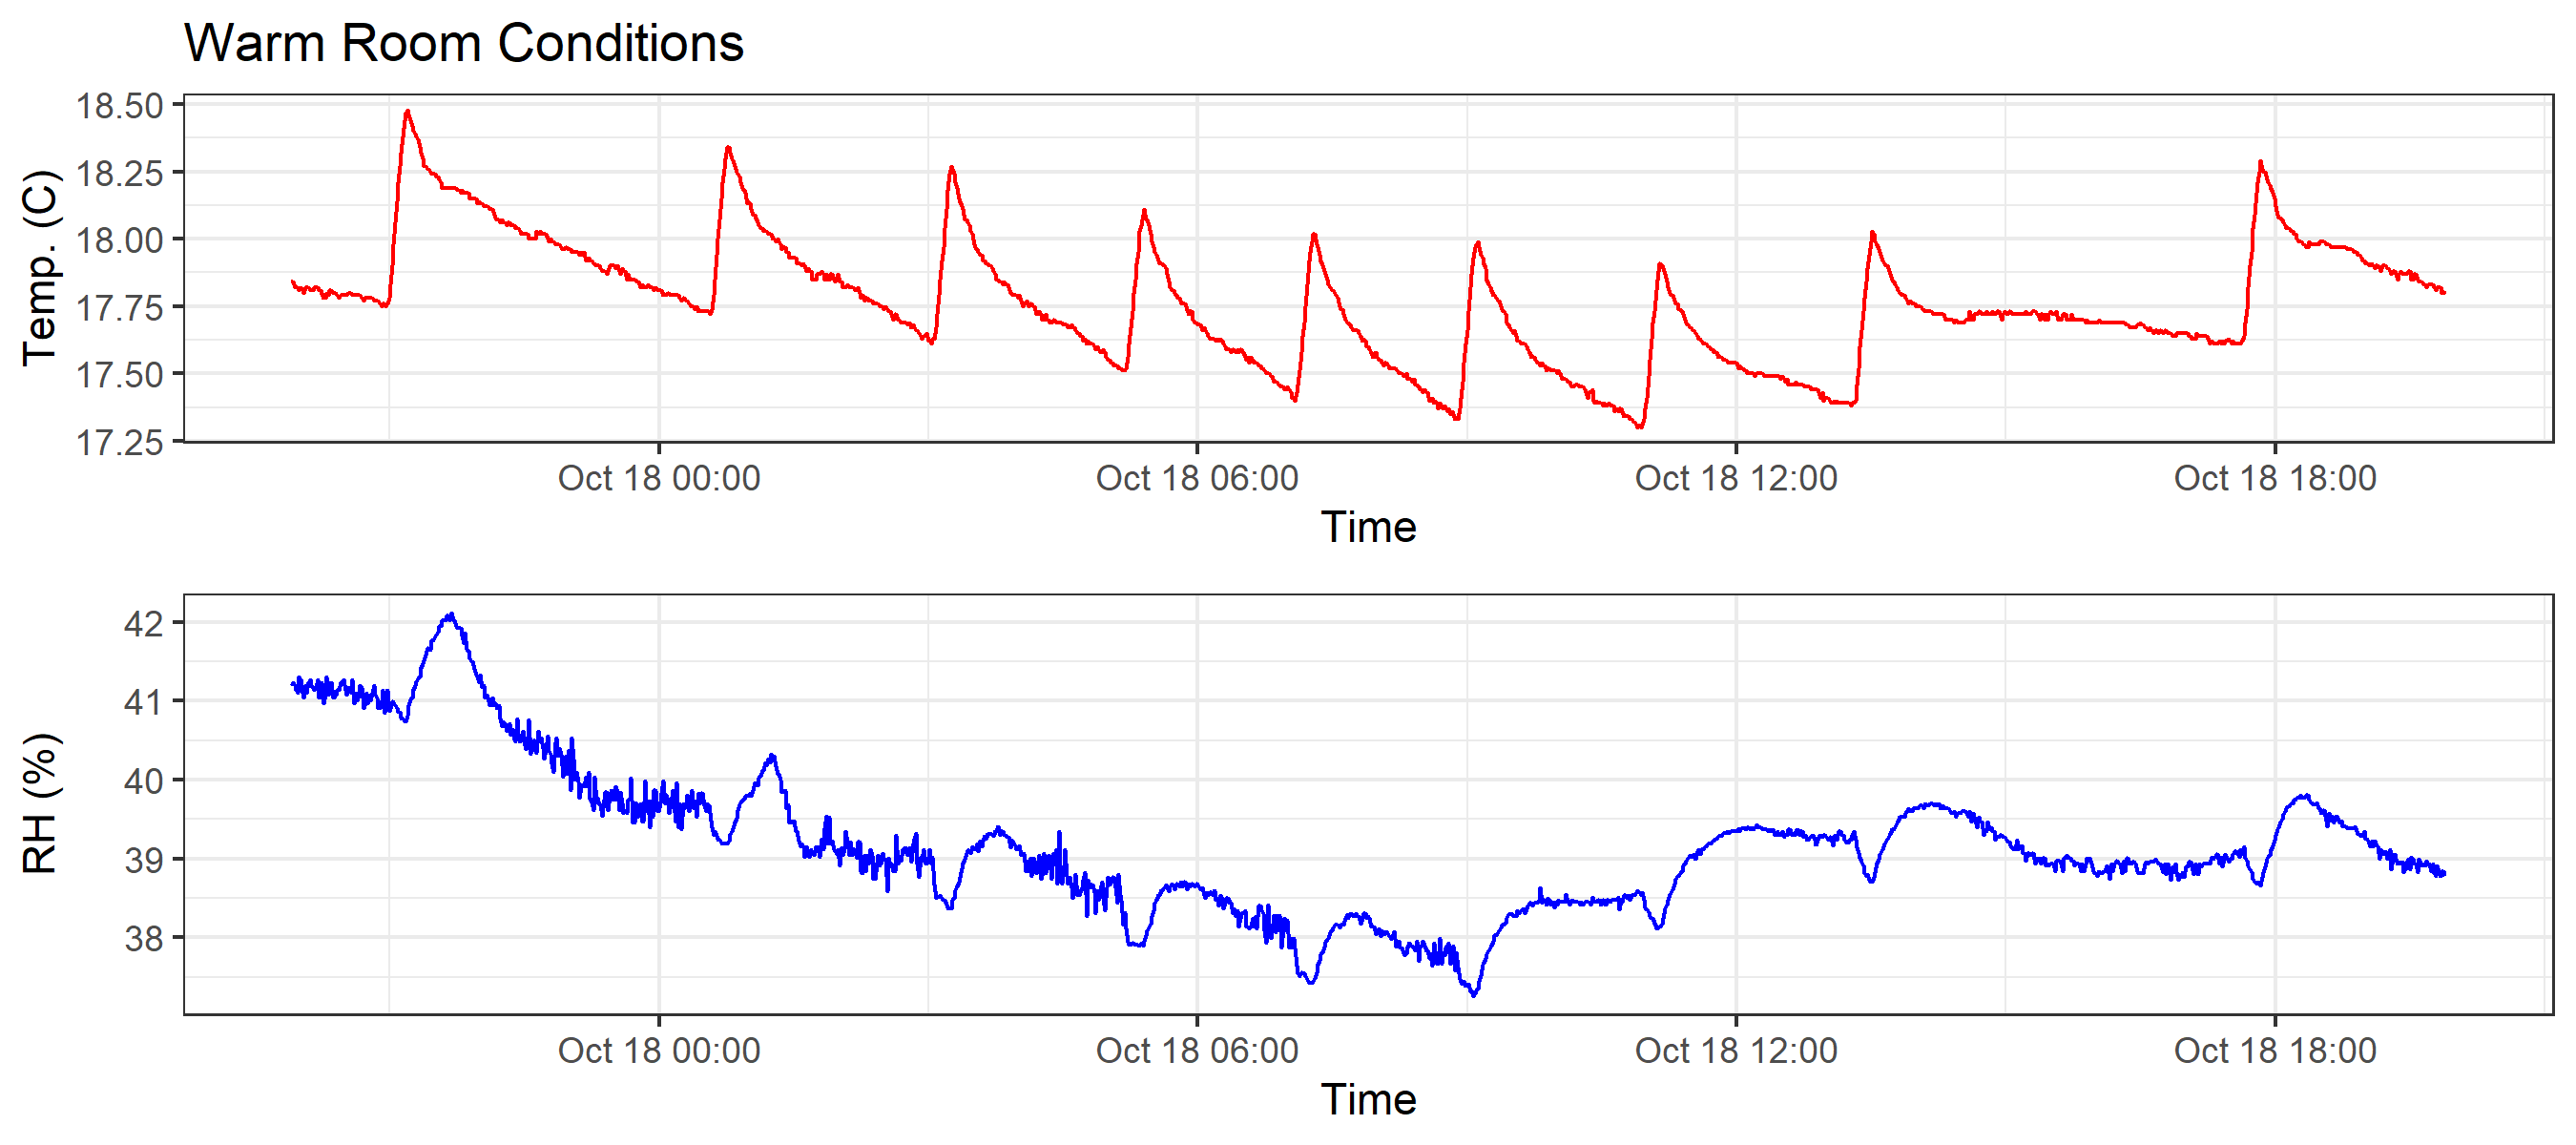 Warm Room Conditions
Temp. (C)
18.50
18.25
18.00
17.75
17.50
17.25
Oct 18 00:00 Oct 18 06:00 Oct 18 12:00 Oct 18 18:00
Time
RH (%)
42
41
40
39
38
Oct 18 00:00 Oct 18 06:00 Oct 18 12:00 Oct 18 18:00
Time